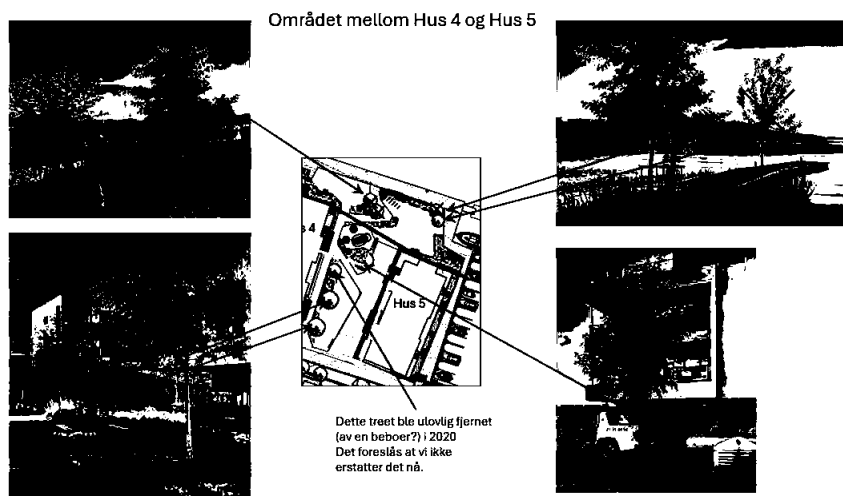 Området mellom Hus 4 og Hus 5
s 4
Hus 5
Dette træet ble ulovlig fjernet
(av en beboer?) i 2020
Det foreslås at vi ikke
erstatter det nå.